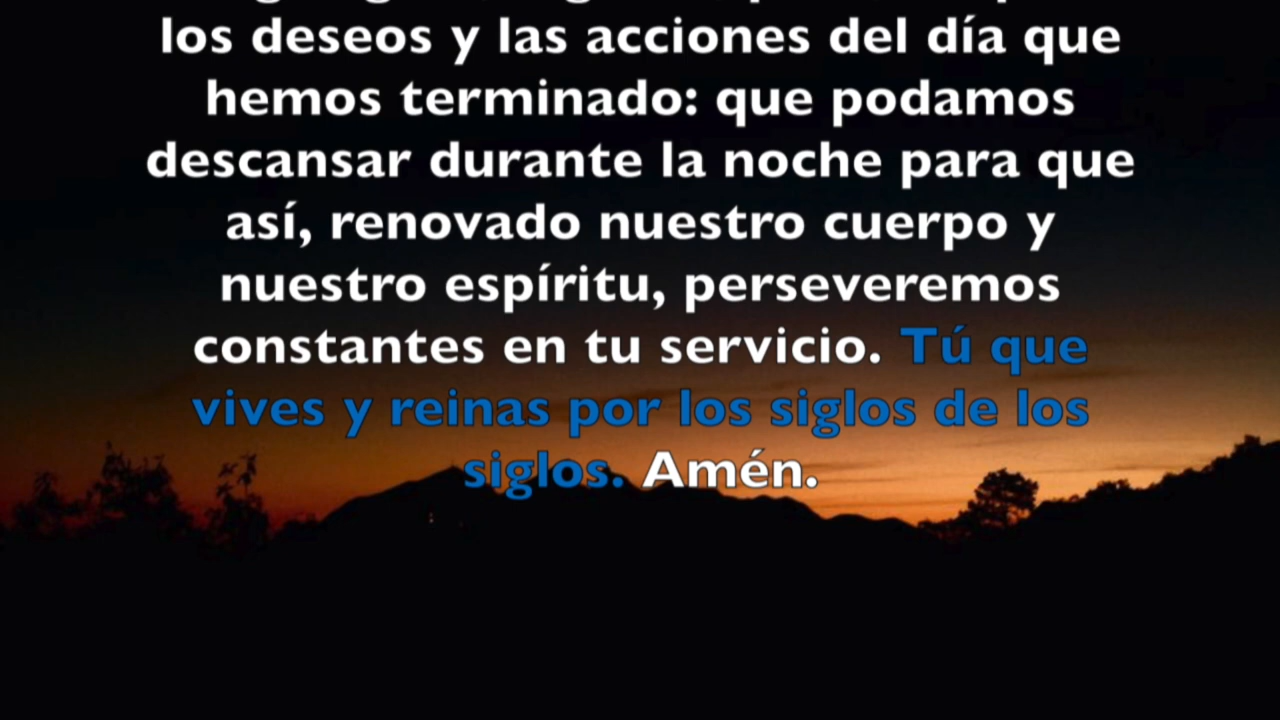 los deseos y las acciones del día que
hemos terminado: que podamos
descansar durante la noche para que
así, renovado nuestro cuerpo y
nuestro espíritu, perseveremos
constantes en tu servicio. Tú que
vives y reinas por los siglos de los
siglos. Amén.